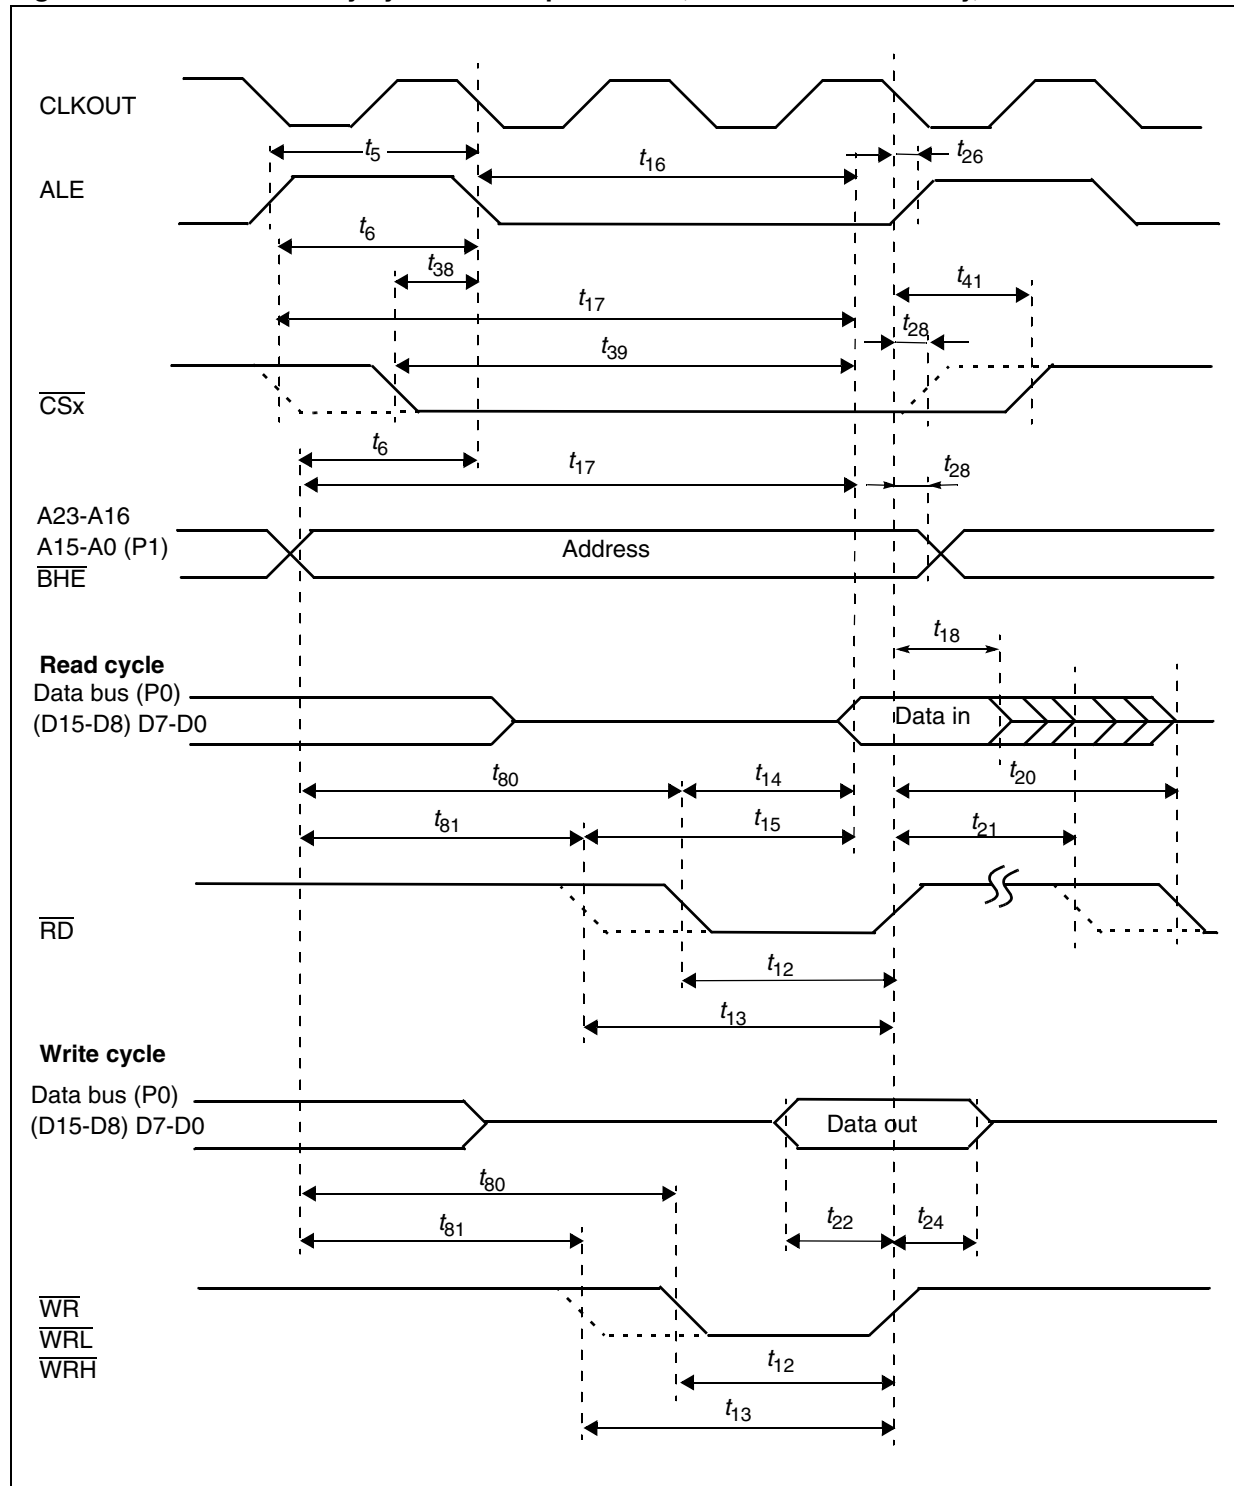 CLKOUT
t5
t16
t26
ALE
t6
t38
t41
t17
t28
t39
CSx
t6
t17
t28
A23-A16
A15-A0 (P1)
Address
BHE
t18
Read cycle
Data bus (P0)
(D15-D8) D7-D0
Data in
t80
t14
t20
t81
t15
t21
RD
t12
t13
Write cycle
Data bus (P0)
(D15-D8) D7-D0
Data out
t80
t22
t24
t81
WR
WRL
WRH
t12
t13